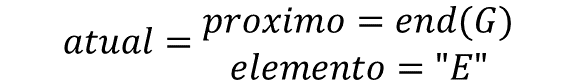 atual = proximo = end(G)
elemento = "E"